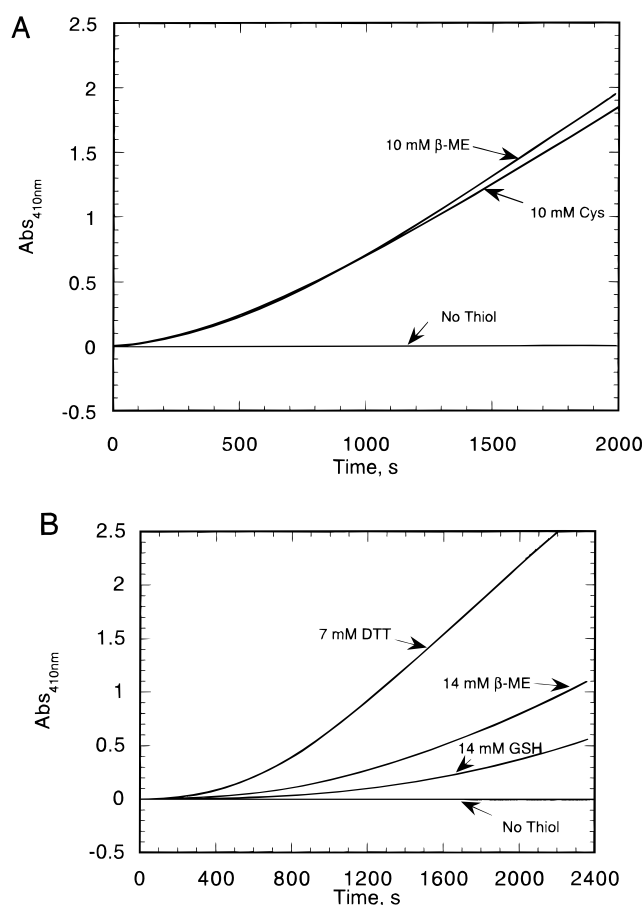 A
2.5
2
1.5
1
0.5
0
-0.5
Abs410nm
10 mM β-ME
10 mM Cys
No Thiol
0 500 1000 1500 2000
Time, s
B
2.5
2
1.5
1
0.5
0
-0.5
Abs410nm
7 mM DTT
14 mM β-ME
14 mM GSH
No Thiol
0 400 800 1200 1600 2000 2400
Time, s